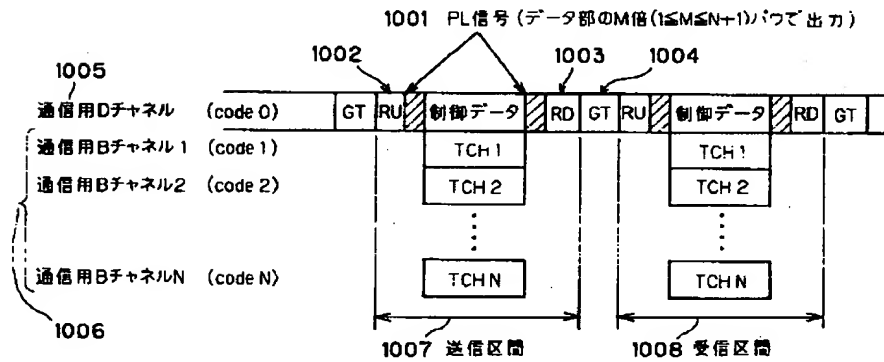 1001 PL信号 (データ部のM倍(1≦M≦N+1)パワで出力)
1002 1003 1004
1005
通信用Dチャネル (code 0) GT RU 制御データ RD GT RU 制御データ RD GT
通信用Bチャネル1 (code 1) TCH 1 TCH 1
通信用Bチャネル2 (code 2) TCH 2 TCH 2
通信用BチャネルN (code N) TCH N TCH N
1006
1007 送信区間 1008 受信区間